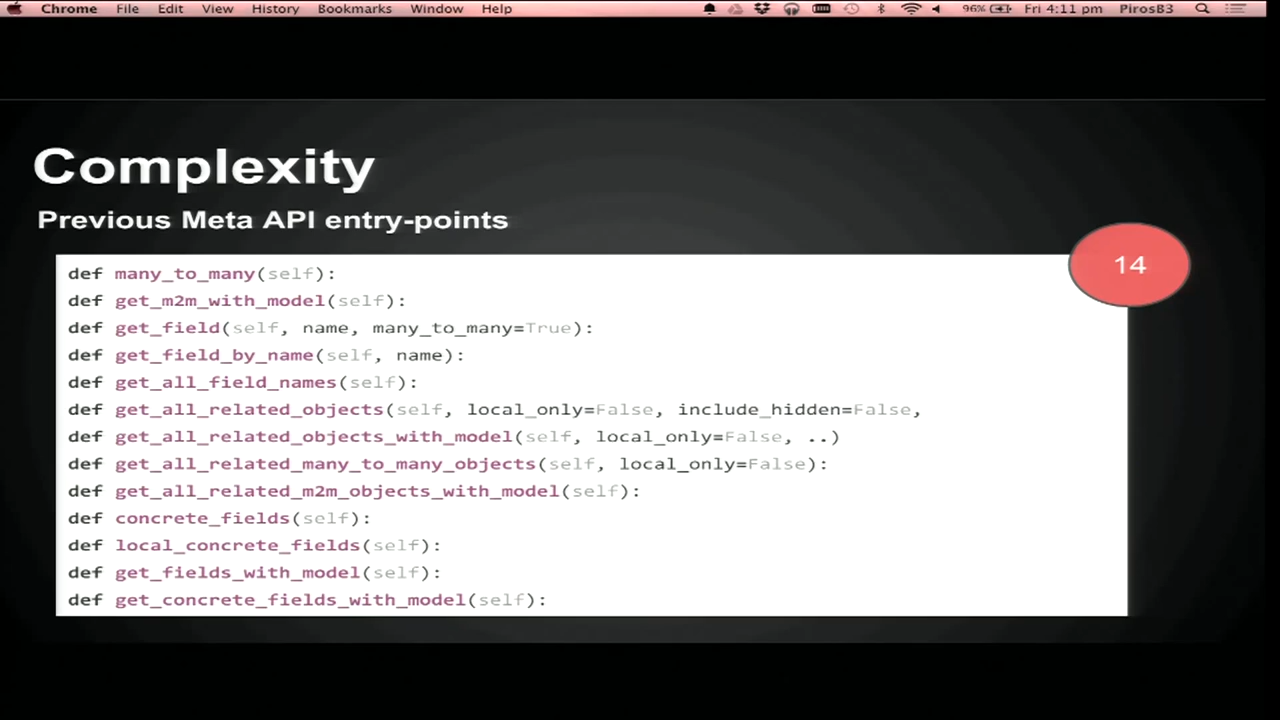 Chrome File Edit View History Bookmarks Window Help 96% Fri 4:11 pm PirosB3
Complexity
Previous Meta API entry-points
14
def many_to_many(self):
def get_m2m_with_model(self):
def get_field(self, name, many_to_many=True):
def get_field_by_name(self, name):
def get_all_field_names(self):
def get_all_related_objects(self, local_only=False, include_hidden=False,
def get_all_related_objects_with_model(self, local_only=False, ..)
def get_all_related_many_to_many_objects(self, local_only=False):
def get_all_related_m2m_objects_with_model(self):
def concrete_fields(self):
def local_concrete_fields(self):
def get_fields_with_model(self):
def get_concrete_fields_with_model(self):